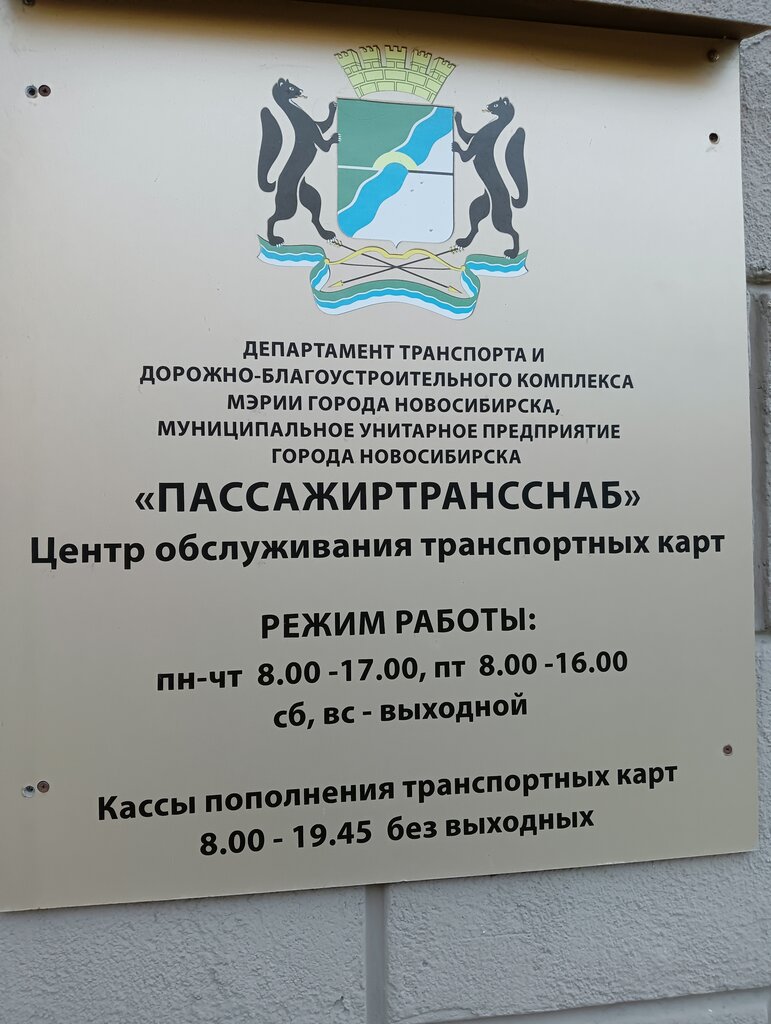 ДЕПАРТАМЕНТ ТРАНСПОРТА И
ДОРОЖНО-БЛАГОУСТРОИТЕЛЬНОГО КОМПЛЕКСА
МЭРИИ ГОРОДА НОВОСИБИРСКА,
МУНИЦИПАЛЬНОЕ УНИТАРНОЕ ПРЕДПРИЯТИЕ
ГОРОДА НОВОСИБИРСКА
«ПАССАЖИРТРАНССНАБ»
Центр обслуживания транспортных карт
РЕЖИМ РАБОТЫ:
пн-чт 8.00 -17.00, пт 8.00 -16.00
сб, вс - выходной
Кассы пополнения транспортных карт
8.00 - 19.45 без выходных